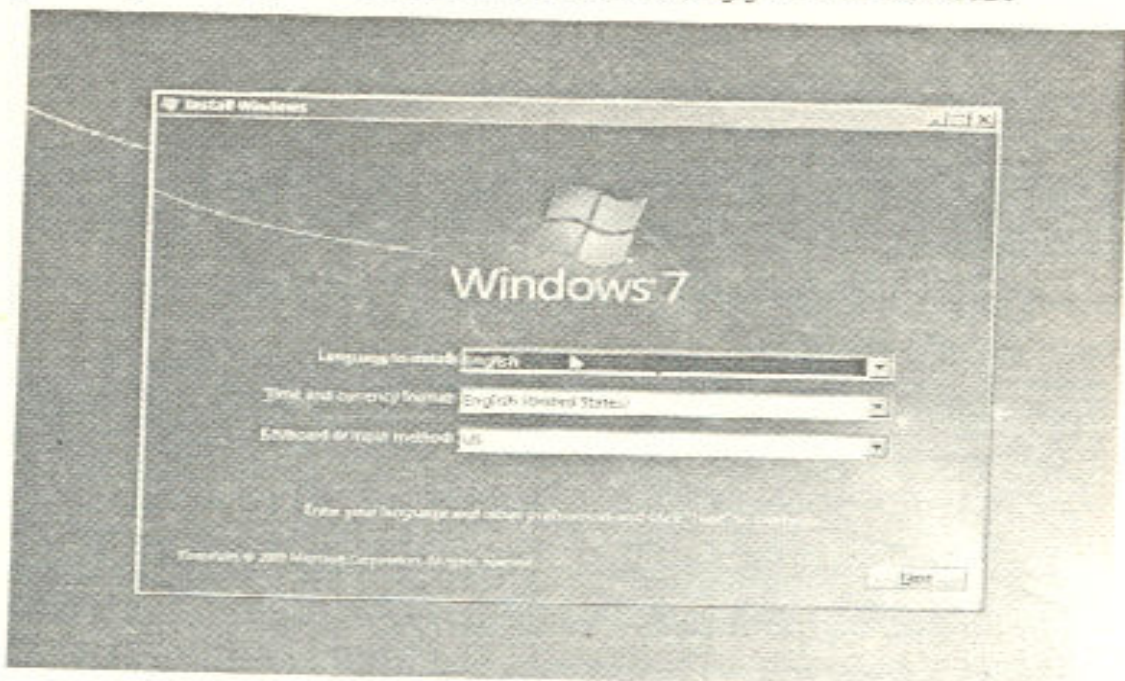 Install Windows
Windows 7
Language to install: English
Time and currency format: English (United States)
Keyboard or input method: US
Enter your language and other preferences and click "Next" to continue.
Copyright © 2009 Microsoft Corporation. All rights reserved.
Next